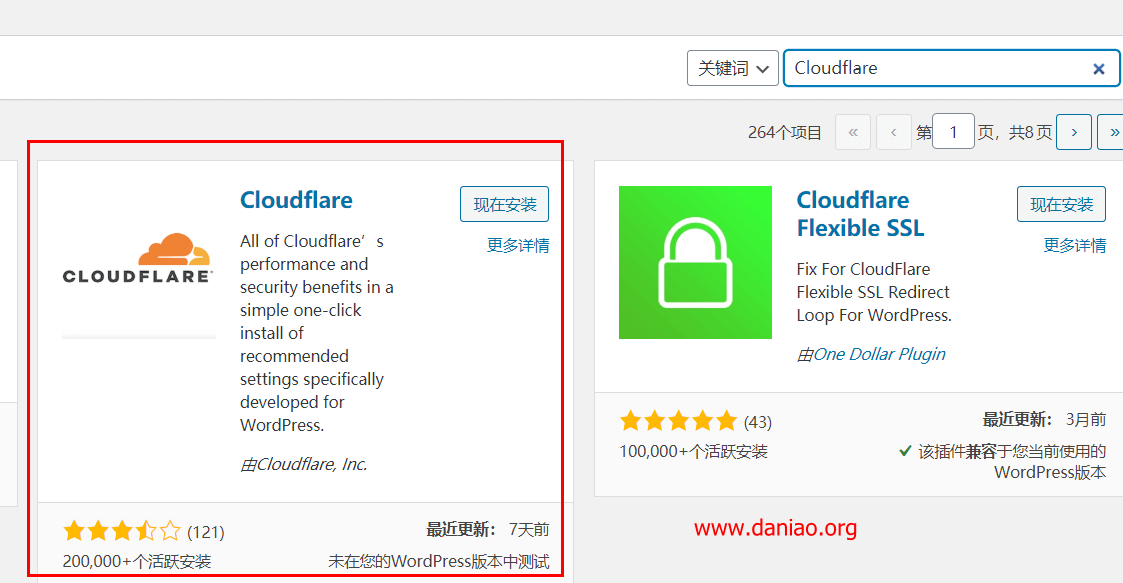 关键词 Cloudflare
264个项目 « ‹ 第 1 页，共8页 › »
CLOUDFLARE
Cloudflare
现在安装
更多详情
All of Cloudflare’s
performance and
security benefits in a
simple one-click
install of
recommended
settings specifically
developed for
WordPress.
由Cloudflare, Inc.
(121)
最近更新： 7天前
200,000+个活跃安装
未在您的WordPress版本中测试
Cloudflare
Flexible SSL
现在安装
更多详情
Fix For CloudFlare
Flexible SSL Redirect
Loop For WordPress.
由One Dollar Plugin
(43)
最近更新： 3月前
100,000+个活跃安装
该插件兼容于您当前使用的
WordPress版本
www.daniao.org